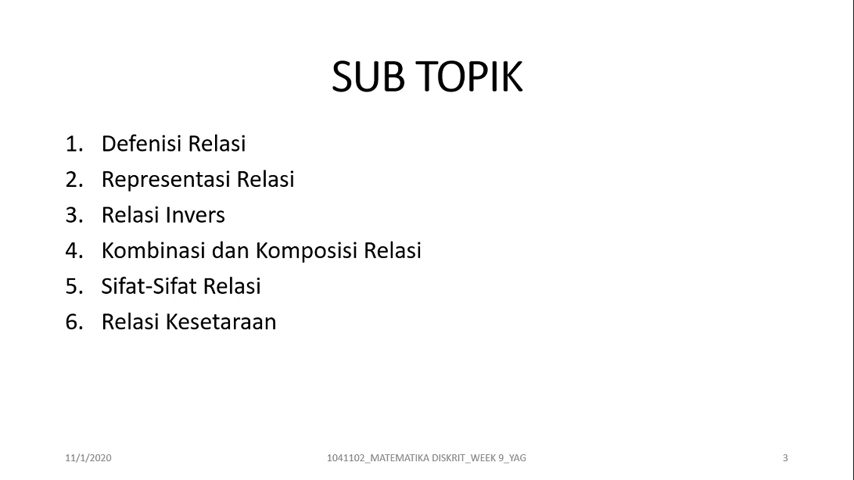 SUB TOPIK
1. Defenisi Relasi
2. Representasi Relasi
3. Relasi Invers
4. Kombinasi dan Komposisi Relasi
5. Sifat-Sifat Relasi
6. Relasi Kesetaraan
11/1/2020 1041102_MATEMATIKA DISKRIT_WEEK 9_YAG 3